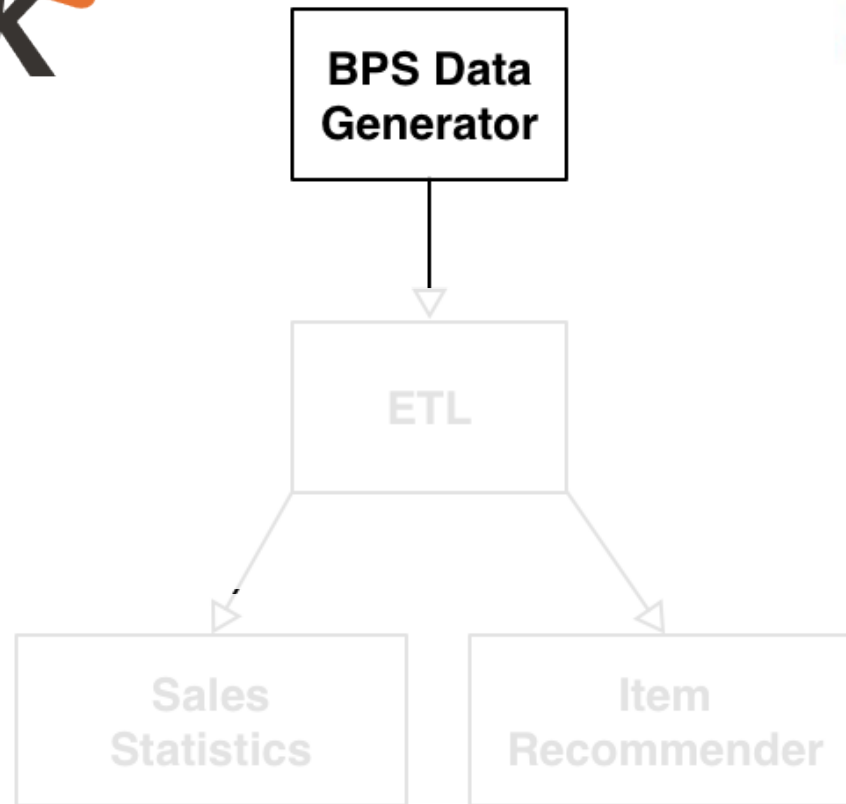 k
BPS Data
Generator
ETL
Sales
Statistics
Item
Recommender